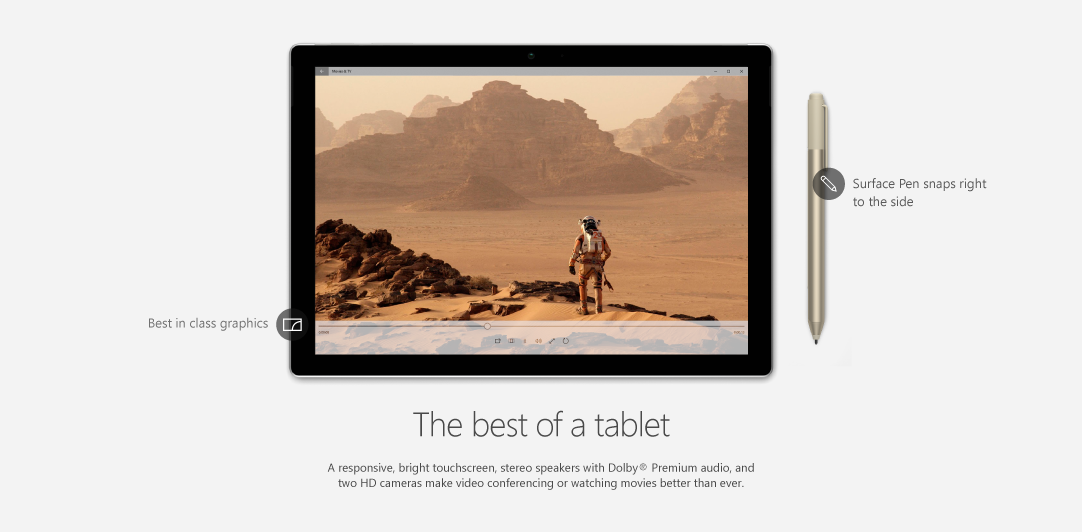 Movies & TV
Surface Pen snaps right
to the side
Best in class graphics
The best of a tablet
A responsive, bright touchscreen, stereo speakers with Dolby® Premium audio, and
two HD cameras make video conferencing or watching movies better than ever.